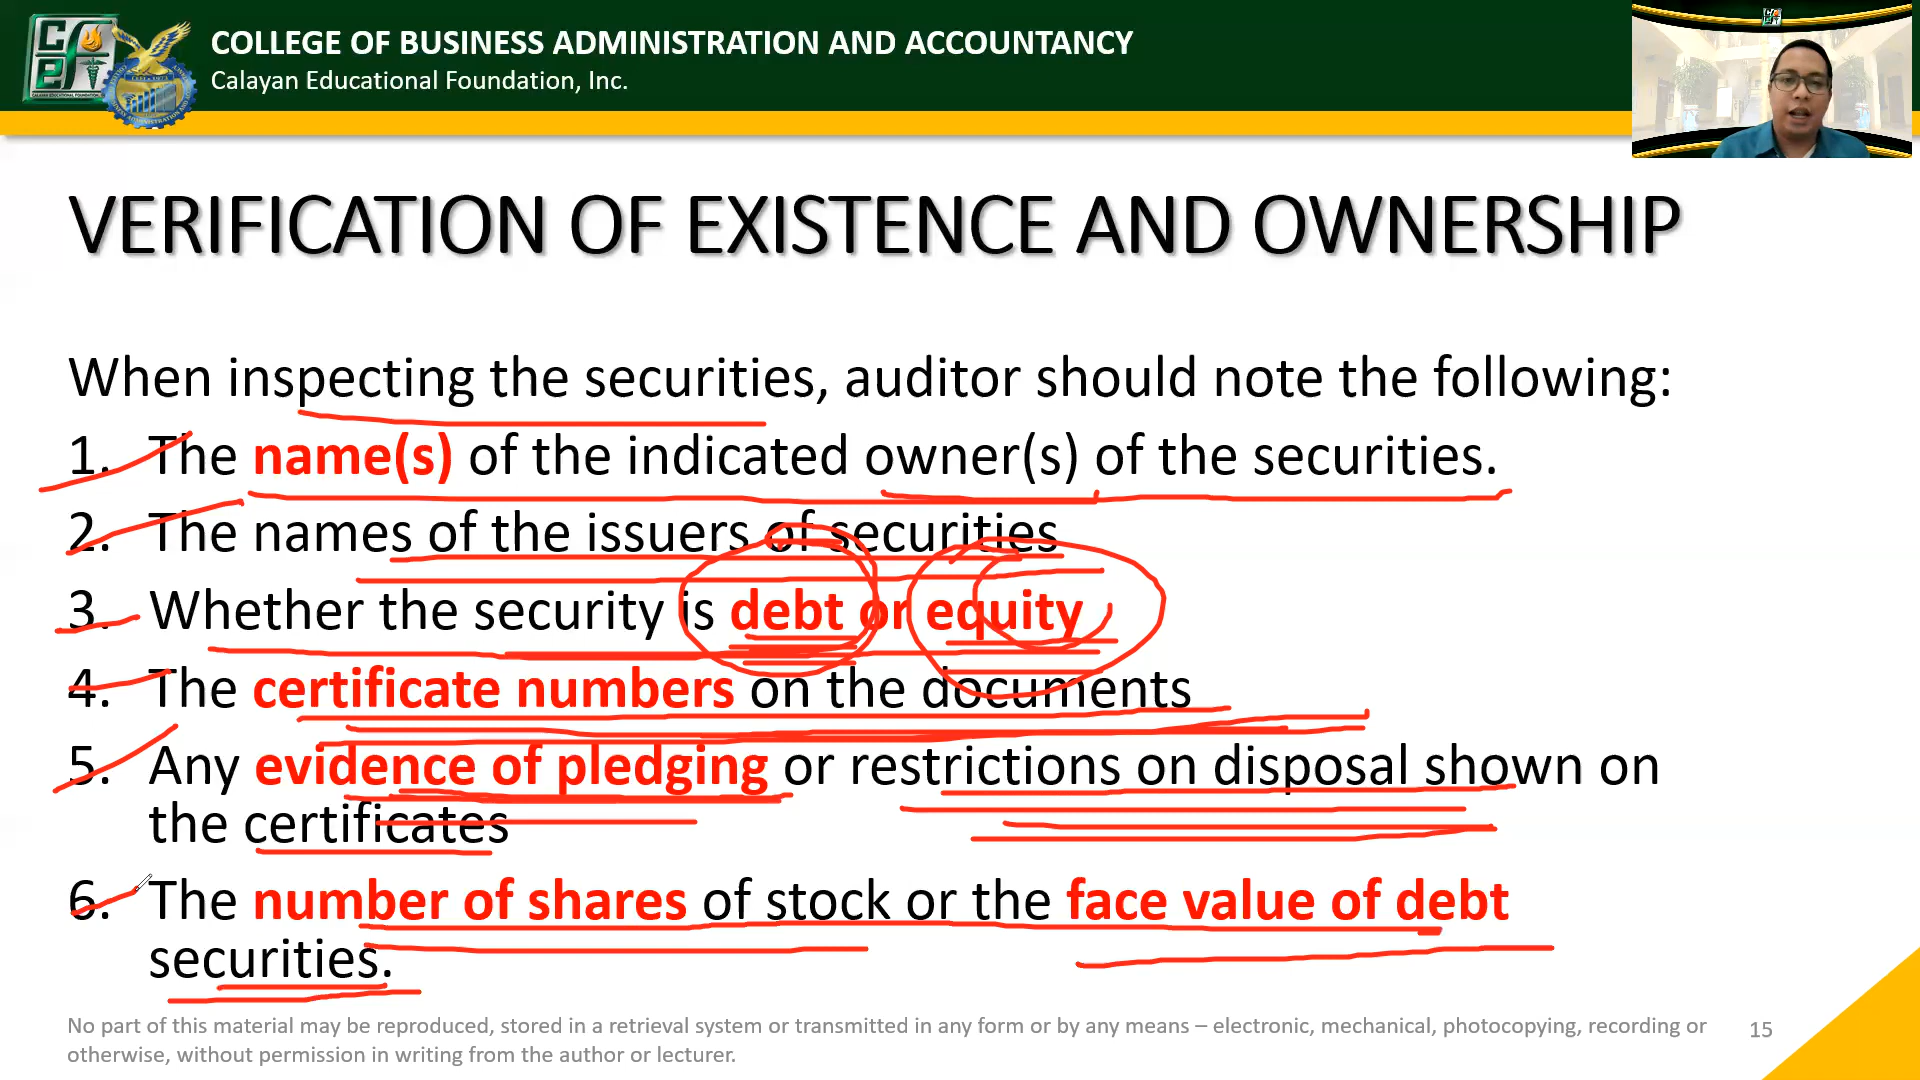 COLLEGE OF BUSINESS ADMINISTRATION AND ACCOUNTANCY
Calayan Educational Foundation, Inc.
VERIFICATION OF EXISTENCE AND OWNERSHIP
When inspecting the securities, auditor should note the following:
1. The name(s) of the indicated owner(s) of the securities.
2. The names of the issuers of securities
3. Whether the security is debt or equity
4. The certificate numbers on the documents
5. Any evidence of pledging or restrictions on disposal shown on
the certificates
6. The number of shares of stock or the face value of debt
securities.
No part of this material may be reproduced, stored in a retrieval system or transmitted in any form or by any means – electronic, mechanical, photocopying, recording or
otherwise, without permission in writing from the author or lecturer.
15